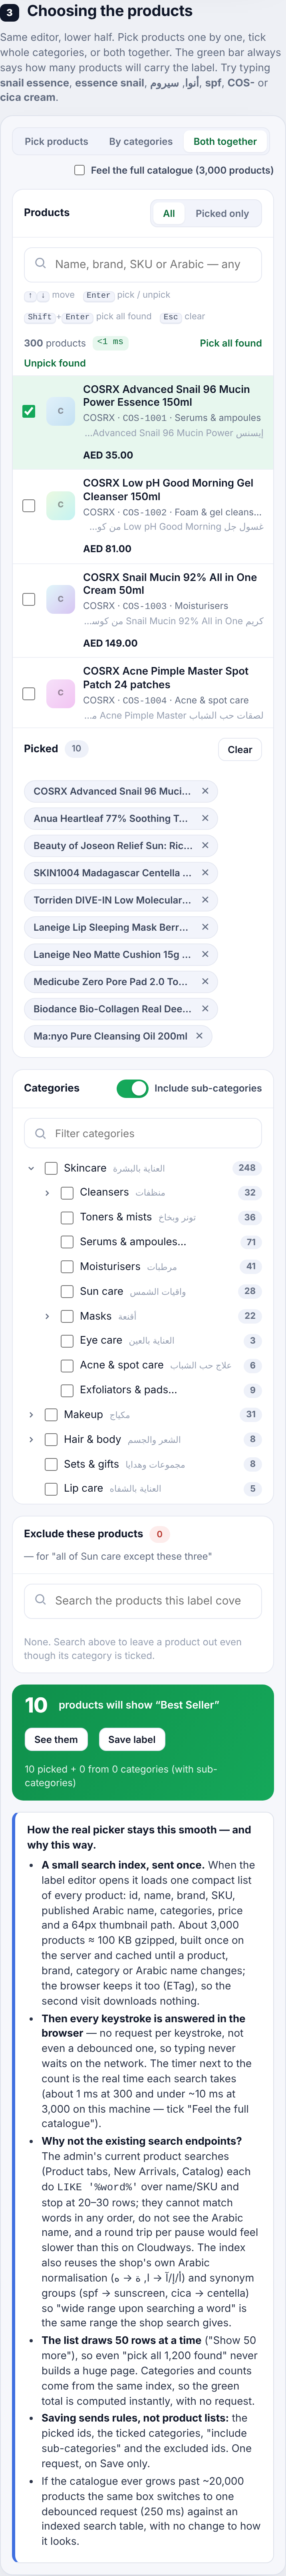 3 Choosing the products
Same editor, lower half. Pick products one by one, tick
whole categories, or both together. The green bar always
says how many products will carry the label. Try typing
snail essence, essence snail, أنوا, سيروم, spf, COS- or
cica cream.
Pick products By categories Both together
Feel the full catalogue (3,000 products)
Products All Picked only
Name, brand, SKU or Arabic — any
↑ ↓ move Enter pick / unpick
Shift + Enter pick all found Esc clear
300 products <1 ms Pick all found
Unpick found
COSRX Advanced Snail 96 Mucin
Power Essence 150ml
C
COSRX · COS-1001 · Serums & ampoules
إيسنس Advanced Snail 96 Mucin Power...
AED 35.00
COSRX Low pH Good Morning Gel
Cleanser 150ml
C
COSRX · COS-1002 · Foam & gel cleans...
غسول جل Low pH Good Morning من كو...
AED 81.00
COSRX Snail Mucin 92% All in One
Cream 50ml
C
COSRX · COS-1003 · Moisturisers
كريم Snail Mucin 92% All in One من كوس...
AED 149.00
COSRX Acne Pimple Master Spot
Patch 24 patches
C
COSRX · COS-1004 · Acne & spot care
لصقات حب الشباب Acne Pimple Master م...
Picked 10 Clear
COSRX Advanced Snail 96 Muci... ✕
Anua Heartleaf 77% Soothing T... ✕
Beauty of Joseon Relief Sun: Ric... ✕
SKIN1004 Madagascar Centella ... ✕
Torriden DIVE-IN Low Molecular... ✕
Laneige Lip Sleeping Mask Berr... ✕
Laneige Neo Matte Cushion 15g ... ✕
Medicube Zero Pore Pad 2.0 To... ✕
Biodance Bio-Collagen Real Dee... ✕
Ma:nyo Pure Cleansing Oil 200ml ✕
Categories Include sub-categories
Filter categories
Skincare العناية بالبشرة 248
Cleansers منظفات 32
Toners & mists تونر وبخاخ 36
Serums & ampoules... 71
Moisturisers مرطبات 41
Sun care واقيات الشمس 28
Masks أقنعة 22
Eye care العناية بالعين 3
Acne & spot care علاج حب الشباب 6
Exfoliators & pads... 9
Makeup مكياج 31
Hair & body الشعر والجسم 8
Sets & gifts مجموعات وهدايا 8
Lip care العناية بالشفاه 5
Exclude these products 0
— for "all of Sun care except these three"
Search the products this label cove
None. Search above to leave a product out even
though its category is ticked.
10 products will show “Best Seller”
See them Save label
10 picked + 0 from 0 categories (with sub-
categories)
How the real picker stays this smooth — and
why this way.
• A small search index, sent once. When the
label editor opens it loads one compact list
of every product: id, name, brand, SKU,
published Arabic name, categories, price
and a 64px thumbnail path. About 3,000
products ≈ 100 KB gzipped, built once on
the server and cached until a product,
brand, category or Arabic name changes;
the browser keeps it too (ETag), so the
second visit downloads nothing.
• Then every keystroke is answered in the
browser — no request per keystroke, not
even a debounced one, so typing never
waits on the network. The timer next to the
count is the real time each search takes
(about 1 ms at 300 and under ~10 ms at
3,000 on this machine — tick "Feel the full
catalogue").
• Why not the existing search endpoints?
The admin's current product searches
(Product tabs, New Arrivals, Catalog) each
do LIKE '%word%' over name/SKU and
stop at 20–30 rows; they cannot match
words in any order, do not see the Arabic
name, and a round trip per pause would feel
slower than this on Cloudways. The index
also reuses the shop's own Arabic
normalisation (أ/إ/آ → ا, ة → ه) and synonym
groups (spf → sunscreen, cica → centella)
so "wide range upon searching a word" is
the same range the shop search gives.
• The list draws 50 rows at a time ("Show 50
more"), so even "pick all 1,200 found" never
builds a huge page. Categories and counts
come from the same index, so the green
total is computed instantly, with no request.
• Saving sends rules, not product lists: the
picked ids, the ticked categories, "include
sub-categories" and the excluded ids. One
request, on Save only.
• If the catalogue ever grows past ~20,000
products the same box switches to one
debounced request (250 ms) against an
indexed search table, with no change to how
it looks.